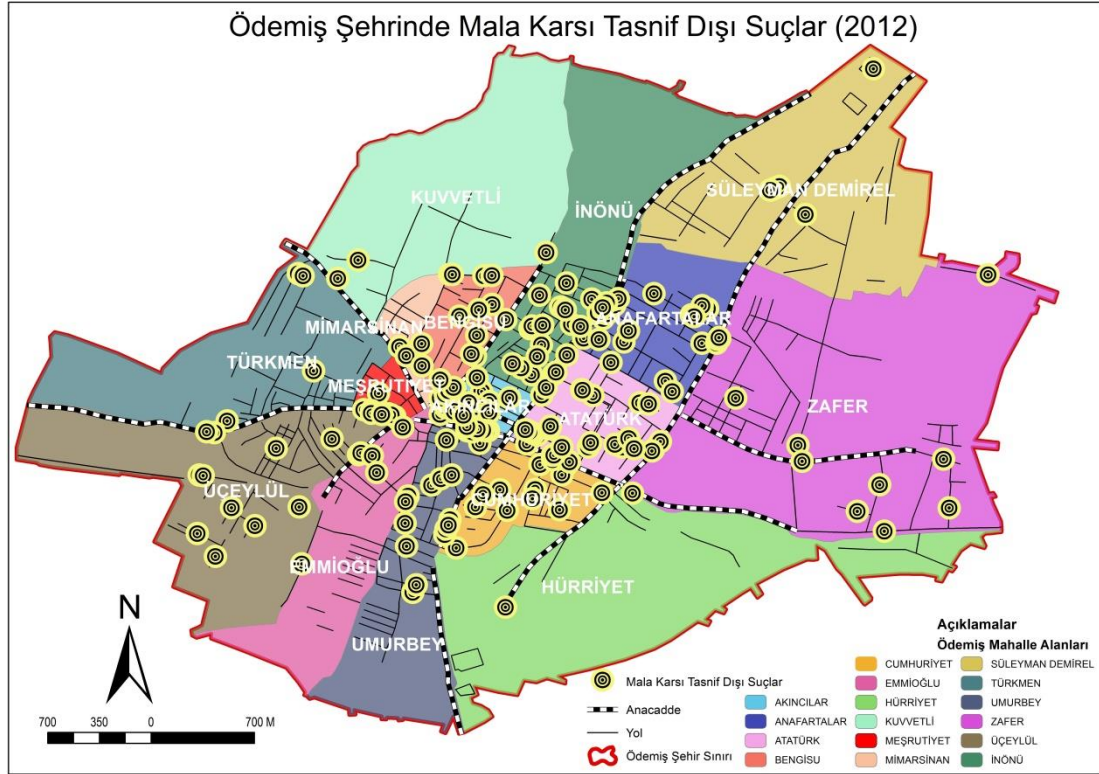 Ödemiş Şehrinde Mala Karsı Tasnif Dışı Suçlar (2012)
KUVVETLİ
İNÖNÜ
SÜLEYMAN DEMİREL
MİMARSİNAN
BENGİSU
ANAFARTALAR
TÜRKMEN
MEŞRUTİYET
AKINCILAR
ATATÜRK
ZAFER
ÜÇEYLÜL
CUMHURİYET
EMMİOĞLU
HÜRRİYET
UMURBEY
N
700 350 0 700 M
Mala Karsı Tasnif Dışı Suçlar
Anacadde
Yol
Ödemiş Şehir Sınırı
Açıklamalar
Ödemiş Mahalle Alanları
AKINCILAR
ANAFARTALAR
ATATÜRK
BENGİSU
CUMHURİYET
EMMİOĞLU
HÜRRİYET
KUVVETLİ
MEŞRUTİYET
MİMARSİNAN
SÜLEYMAN DEMİREL
TÜRKMEN
UMURBEY
ZAFER
ÜÇEYLÜL
İNÖNÜ